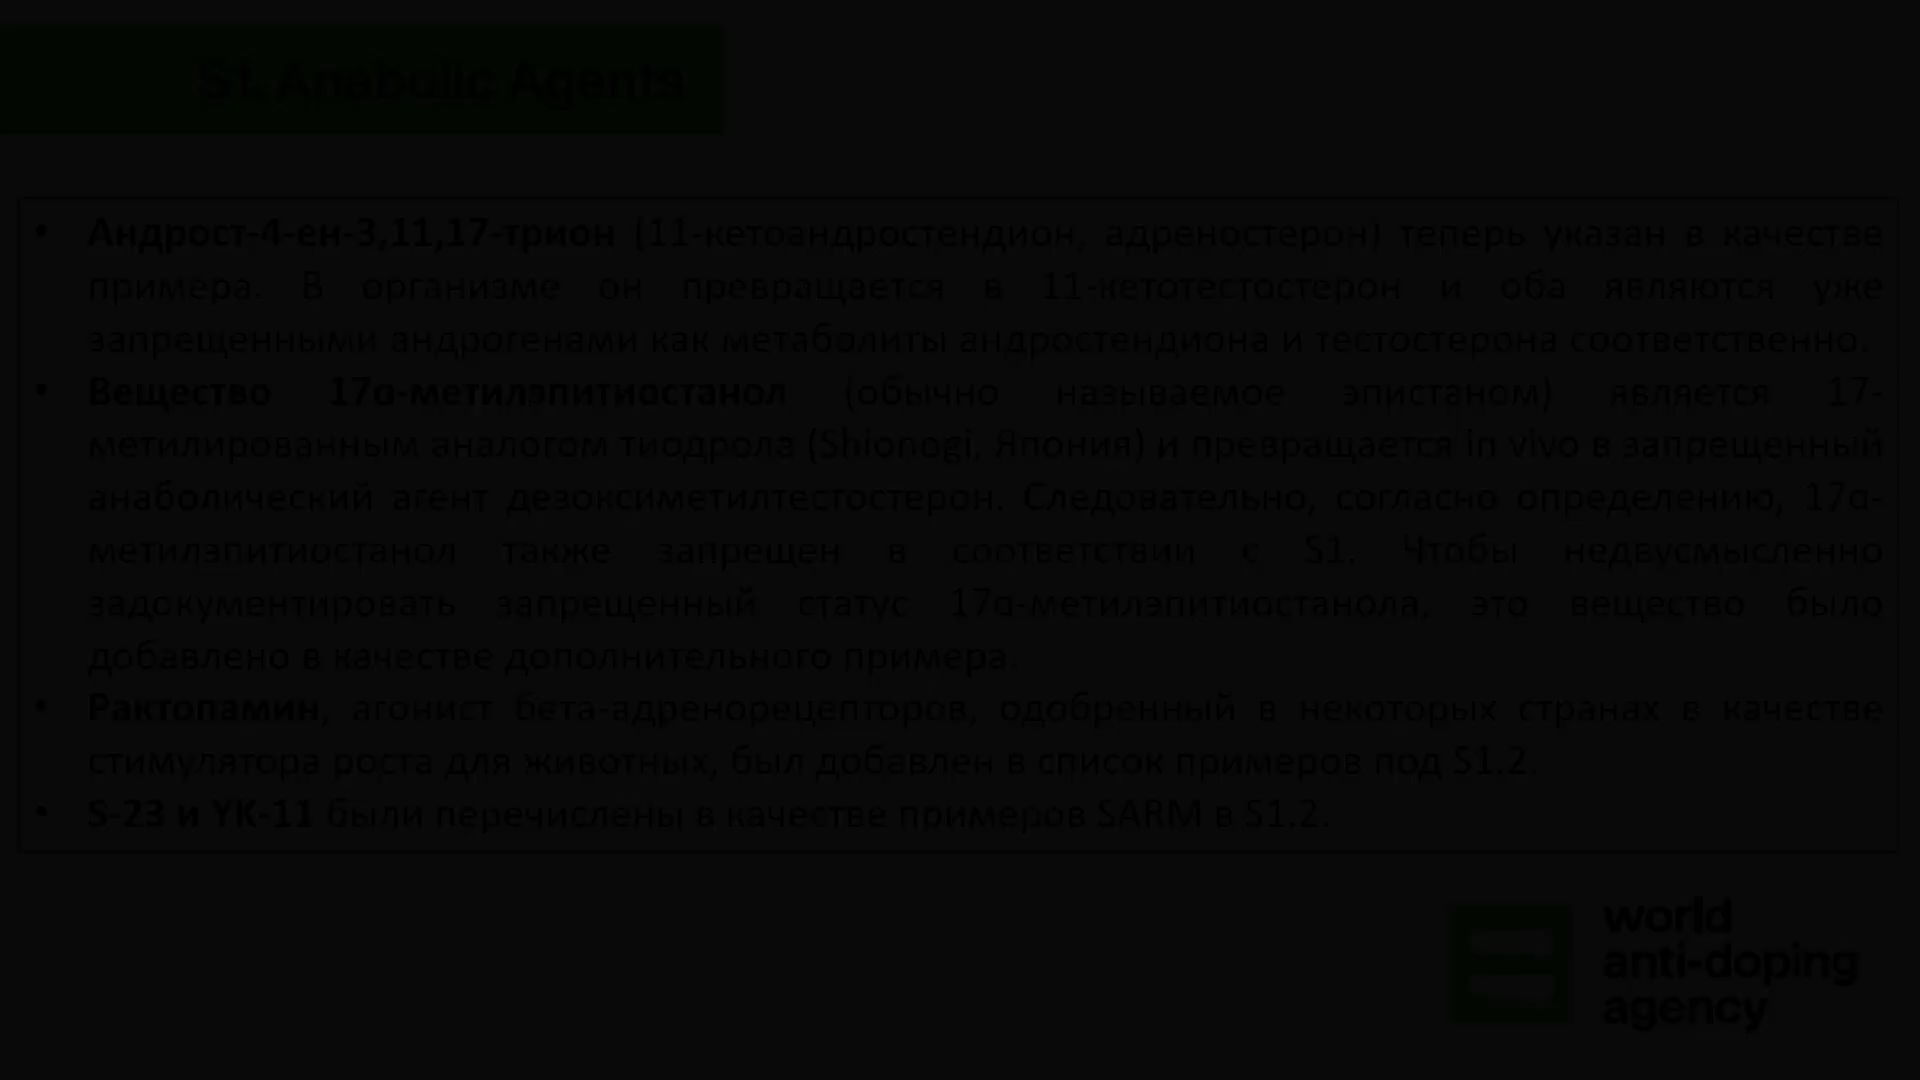 S1. Anabolic Agents
• Андрост-4-ен-3,11,17-трион (11-кетоандростендион, адреностерон) теперь указан в качестве
примера. В организме он превращается в 11-кетотестостерон и оба являются уже
запрещенными андрогенами как метаболиты андростендиона и тестостерона соответственно.
• Вещество 17α-метилэпитиостанол (обычно называемое эпистаном) является 17-
метилированным аналогом тиодрола (Shionogi, Япония) и превращается in vivo в запрещенный
анаболический агент дезоксиметилтестостерон. Следовательно, согласно определению, 17α-
метилэпитиостанол также запрещен в соответствии с S1. Чтобы недвусмысленно
задокументировать запрещенный статус 17α-метилэпитиостанола, это вещество было
добавлено в качестве дополнительного примера.
• Рактопамин, агонист бета-адренорецепторов, одобренный в некоторых странах в качестве
стимулятора роста для животных, был добавлен в список примеров под S1.2.
• S-23 и YK-11 были перечислены в качестве примеров SARM в S1.2.
world
anti-doping
agency